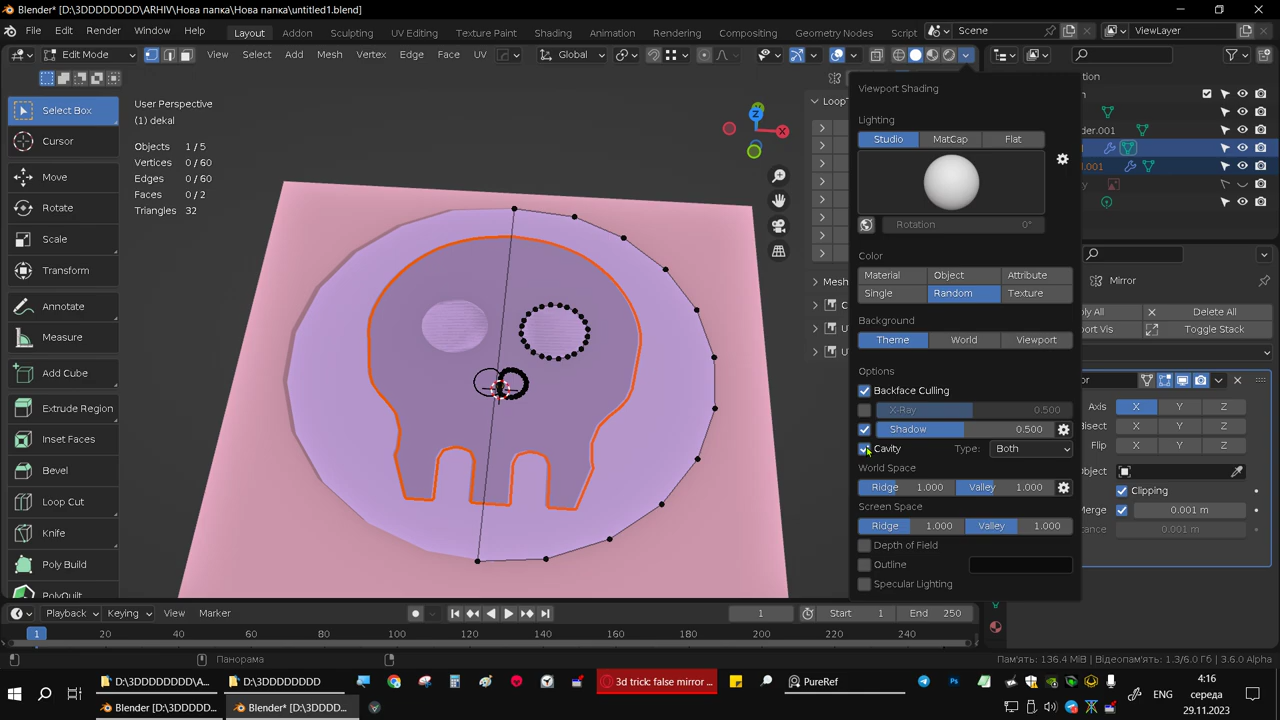 Blender* [D:\3DDDDDDDD\ARHIV\Нова папка\Нова папка\untitled1.blend]
File Edit Render Window Help Layout Addon Sculpting UV Editing Texture Paint Shading Animation Rendering Compositing Geometry Nodes Script Scene ViewLayer
Edit Mode View Select Add Mesh Vertex Edge Face UV Global
Select Box
Cursor
Move
Rotate
Scale
Transform
Annotate
Measure
Add Cube
Extrude Region
Inset Faces
Bevel
Loop Cut
Knife
Poly Build
PolyQuilt
User Perspective
(1) dekal
Objects 1/5
Vertices 0/60
Edges 0/60
Faces 0/2
Triangles 32
Z
X
Y
Viewport Shading
Lighting
Studio MatCap Flat
Rotation 0°
Color
Material Object Attribute
Single Random Texture
Background
Theme World Viewport
Options
Backface Culling
X-Ray 0.500
Shadow 0.500
Cavity Type: Both
World Space
Ridge 1.000 Valley 1.000
Screen Space
Ridge 1.000 Valley 1.000
Depth of Field
Outline
Specular Lighting
Mirror
Delete All
Toggle Stack
Axis X Y Z
Bisect X Y Z
Flip X Y Z
Object
Clipping
Merge 0.001 m
0.001 m
Playback Keying View Marker 1 Start 1 End 250
1 20 40 60 80 100 120 140 160 180 200 220 240
Панорама
Пам'ять: 136.4 MiB | Відеопам'ять: 1.3/6.0 Гб | 3.6.0 Alpha
D:\3DDDDDDDD\A... D:\3DDDDDDDD 3d trick: false mirror ... PureRef
Blender [D:\3DDDD... Blender* [D:\3DDDD...
ENG
4:16
середа
29.11.2023